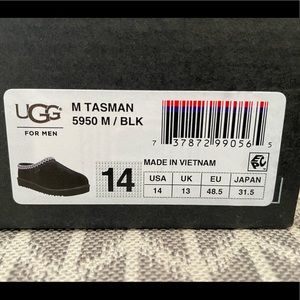 UGG
FOR MEN
M TASMAN
5950 M / BLK
7 37872 99056 5
14
MADE IN VIETNAM
USA UK EU JAPAN
14 13 48.5 31.5